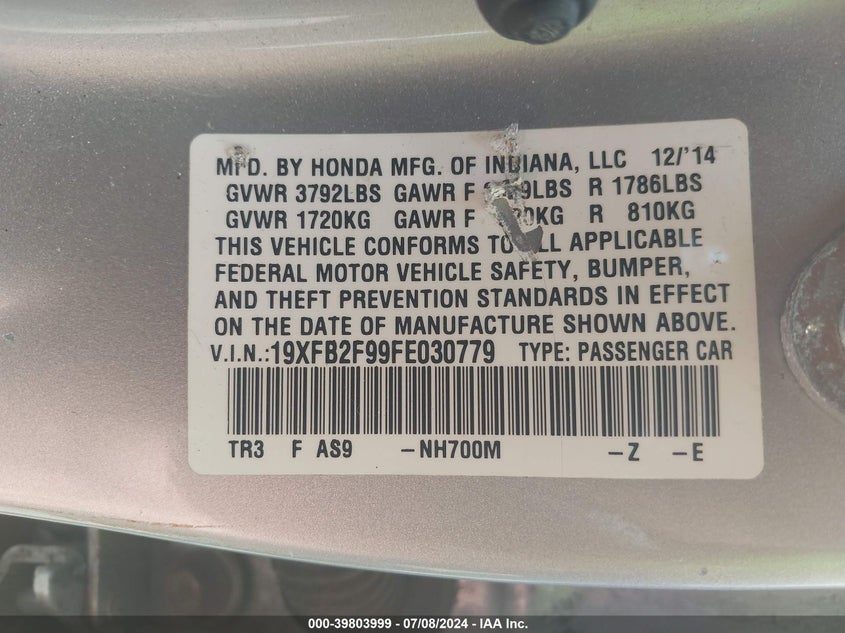 MFD. BY HONDA MFG. OF INDIANA, LLC 12/'14
GVWR 3792LBS GAWR F R 1786LBS
GVWR 1720KG GAWR F R 810KG
THIS VEHICLE CONFORMS TO ALL APPLICABLE
FEDERAL MOTOR VEHICLE SAFETY, BUMPER,
AND THEFT PREVENTION STANDARDS IN EFFECT
ON THE DATE OF MANUFACTURE SHOWN ABOVE.
V.I.N.:19XFB2F99FE030779 TYPE: PASSENGER CAR
TR3 F AS9 –NH700M –Z –E
000-39803999 - 07/08/2024 - IAA Inc.